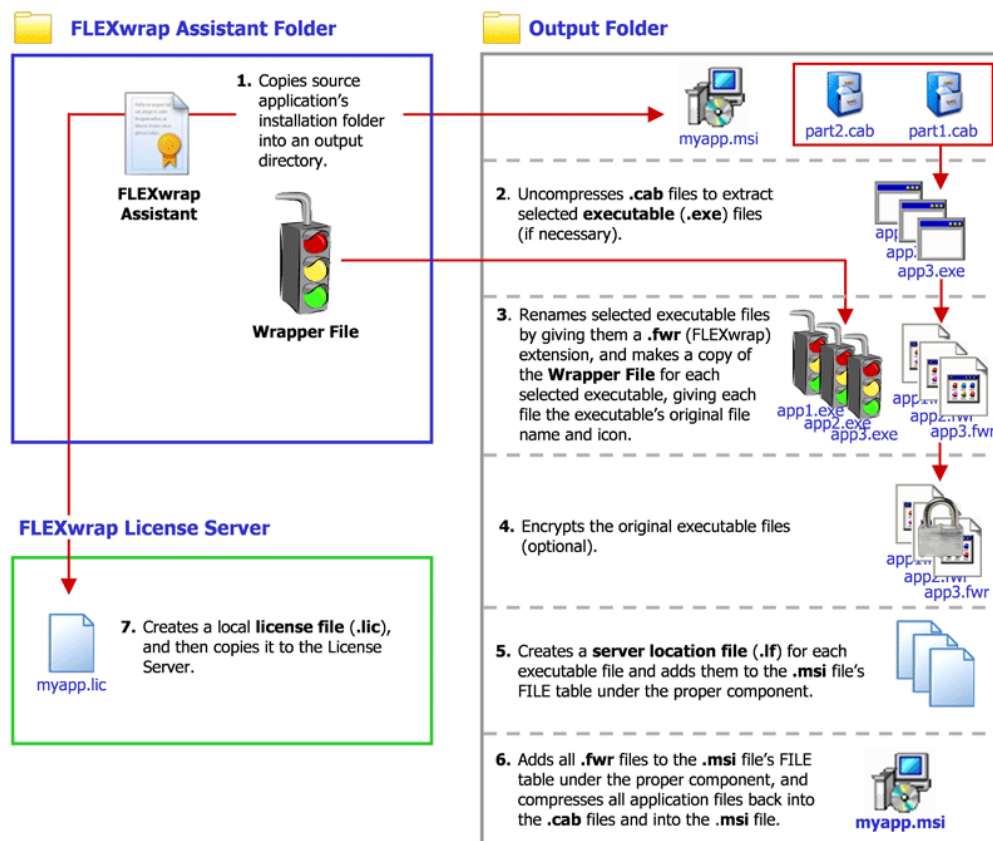 FLEXwrap Assistant Folder
1. Copies source
application's
installation folder
into an output
directory.
FLEXwrap
Assistant
Wrapper File
FLEXwrap License Server
7. Creates a local license file (.lic),
and then copies it to the License
Server.
myapp.lic
Output Folder
myapp.msi
part2.cab
part1.cab
2. Uncompresses .cab files to extract
selected executable (.exe) files
(if necessary).
app3.exe
3. Renames selected executable files
by giving them a .fwr (FLEXwrap)
extension, and makes a copy of
the Wrapper File for each
selected executable, giving each
file the executable's original file
name and icon.
app1.exe
app2.exe
app3.exe
app2.fwr
app3.fwr
4. Encrypts the original executable files
(optional).
app2.fwr
app3.fwr
5. Creates a server location file (.lf) for each
executable file and adds them to the .msi file's
FILE table under the proper component.
6. Adds all .fwr files to the .msi file's FILE
table under the proper component, and
compresses all application files back into
the .cab files and into the .msi file.
myapp.msi